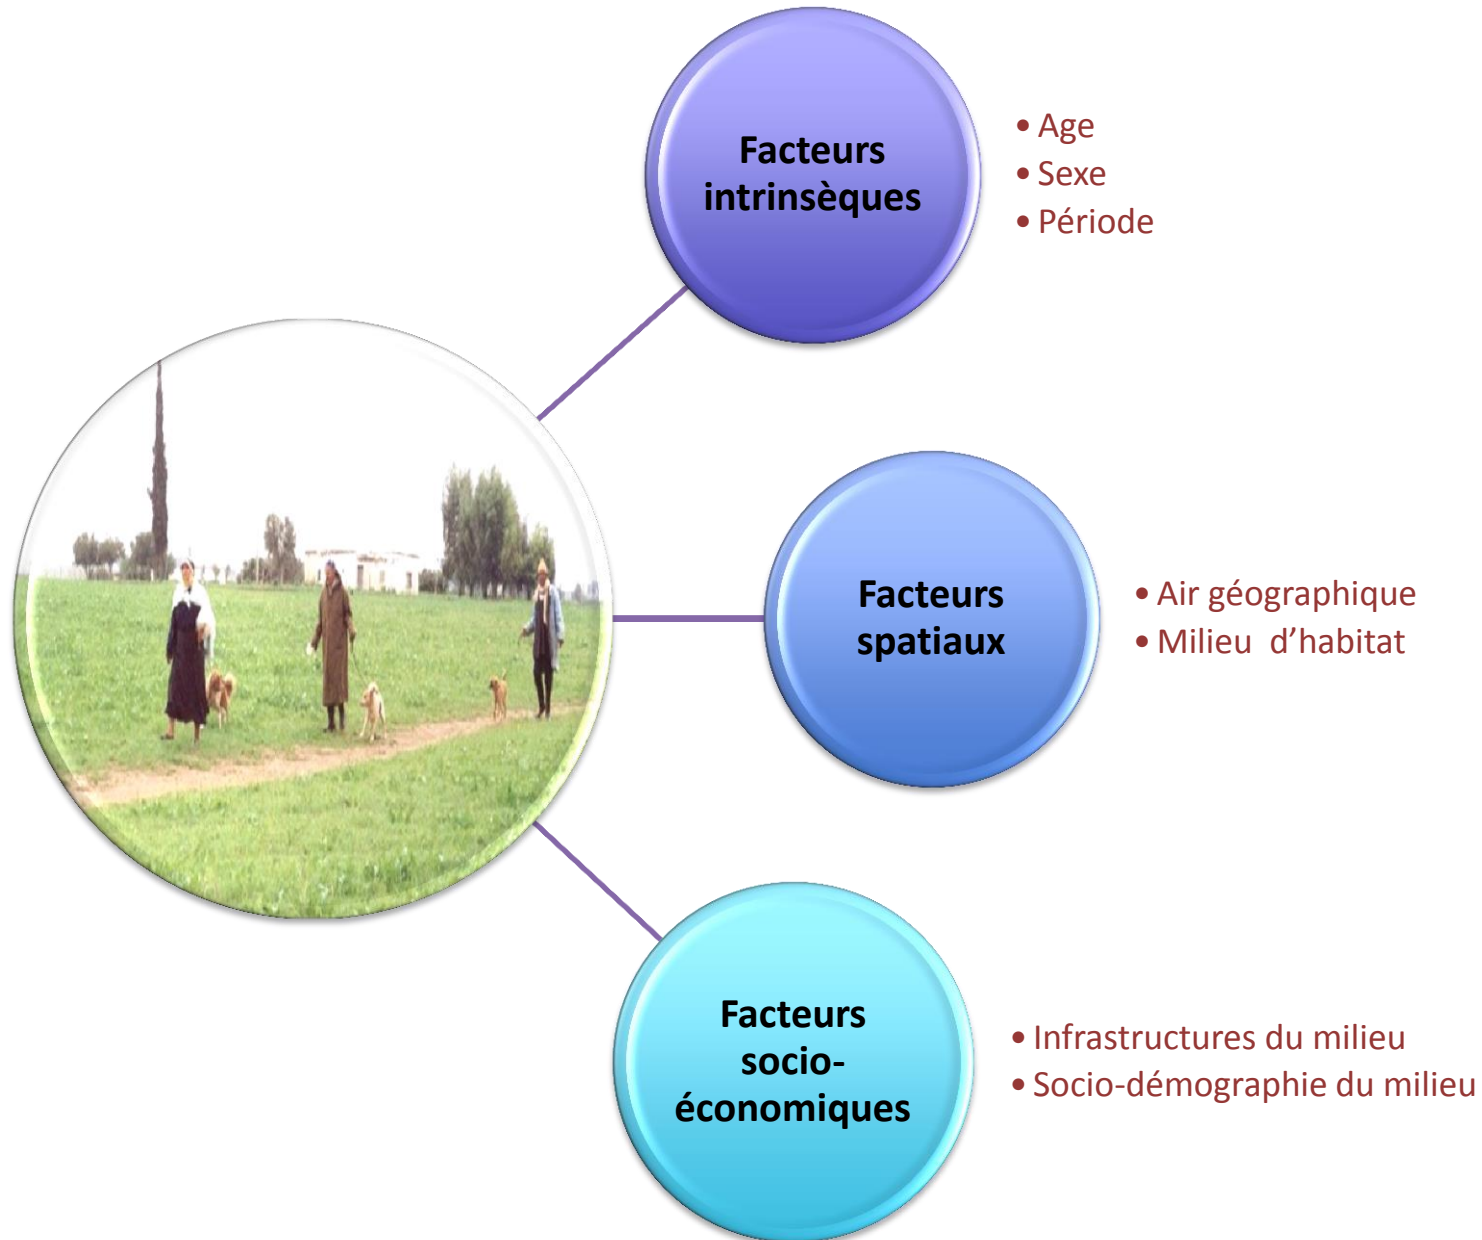 Facteurs
intrinsèques
• Age
• Sexe
• Période
Facteurs
spatiaux
• Air géographique
• Milieu d’habitat
Facteurs
socio-
économiques
• Infrastructures du milieu
• Socio-démographie du milieu